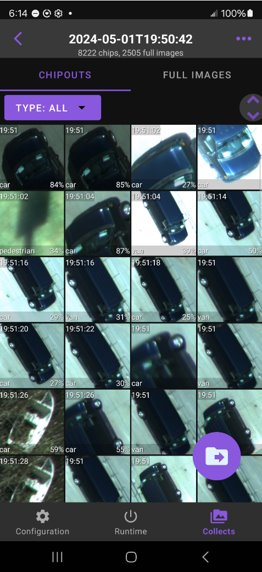 6:14
100%
2024-05-01T19:50:42
8222 chips, 2505 full images
CHIPOUTS
FULL IMAGES
TYPE: ALL
19:51
19:51
19:51:02
19:51
car
84%
car
85%
car
27%
car
19:51:02
19:51:04
19:51:04
19:51:14
pedestrian
34%
car
87%
van
car
50%
19:51:16
19:51:16
19:51:18
19:51
car
van
31%
car
25%
van
19:51:20
19:51:22
19:51
19:51
car
27%
car
30%
car
van
19:51:26
19:51:26
19:51
19:51
car
59%
car
55%
van
19:51:28
19:51
19:51
19:51
Configuration
Runtime
Collects